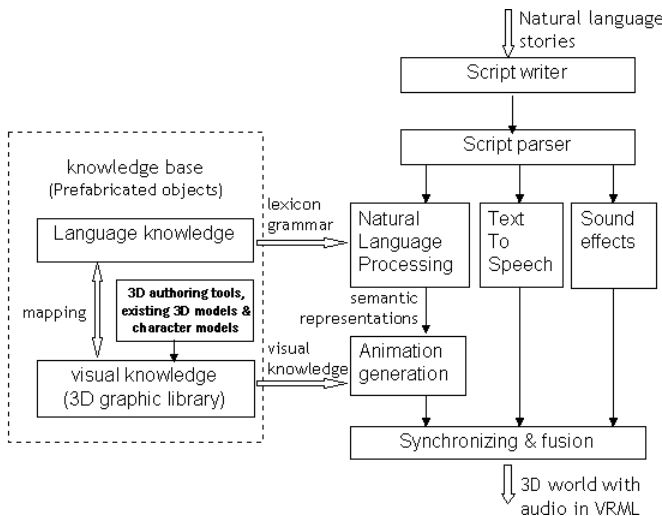 Natural language
stories
Script writer
Script parser
knowledge base
(Prefabricated objects)
Language knowledge
lexicon
grammar
Natural
Language
Processing
Text
To
Speech
Sound
effects
mapping
3D authoring tools,
existing 3D models &
character models
semantic
representations
visual knowledge
(3D graphic library)
visual
knowledge
Animation
generation
Synchronizing & fusion
3D world with
audio in VRML